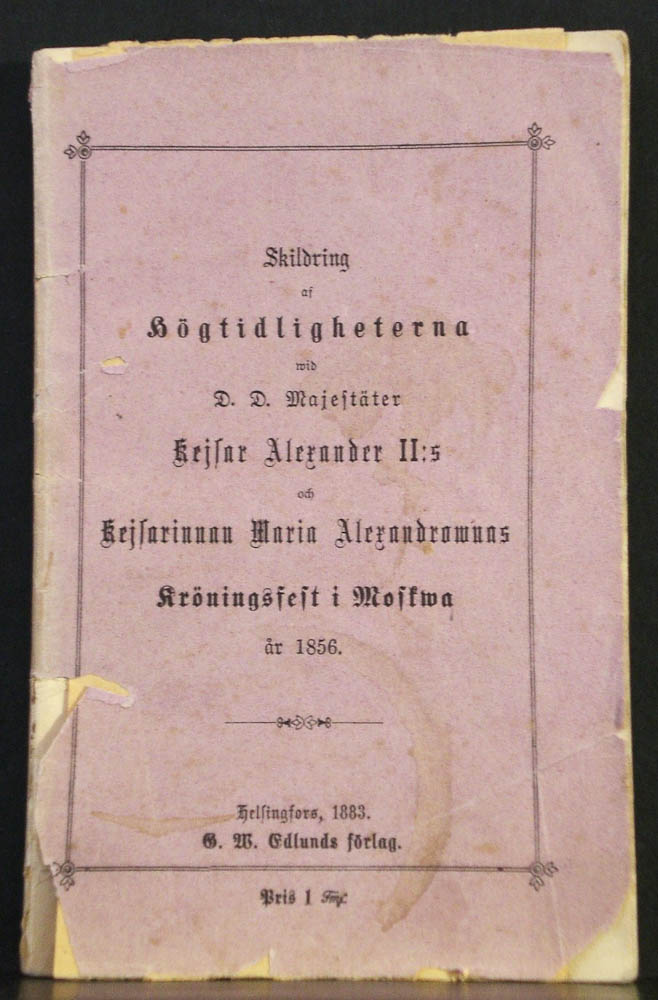 Skildring
af
Högtidligheterna
wid
D. D. Majestäter
Kejsar Alexander II:s
och
Kejsarinnan Maria Alexandrownas
Kröningsfest i Moskwa
år 1856.
Helsingfors, 1883.
G. W. Edlunds förlag.
Pris 1 Fmk.